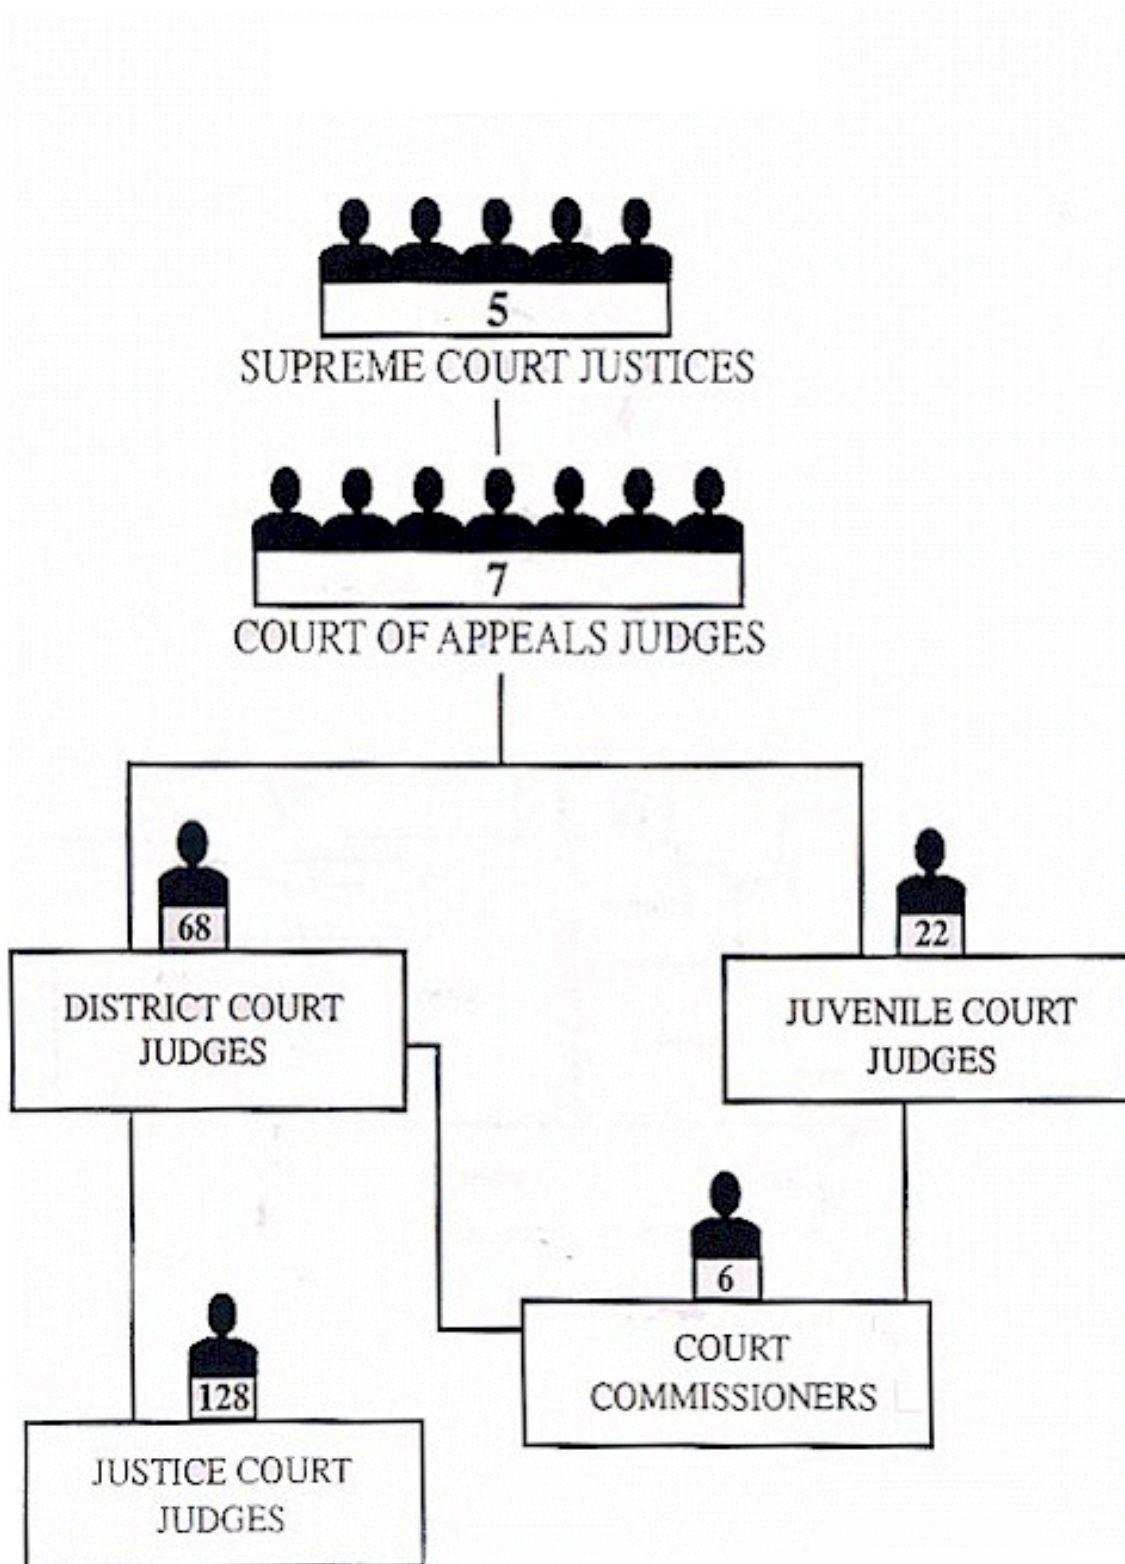 5
SUPREME COURT JUSTICES
7
COURT OF APPEALS JUDGES
68
DISTRICT COURT
JUDGES
22
JUVENILE COURT
JUDGES
6
COURT
COMMISSIONERS
128
JUSTICE COURT
JUDGES